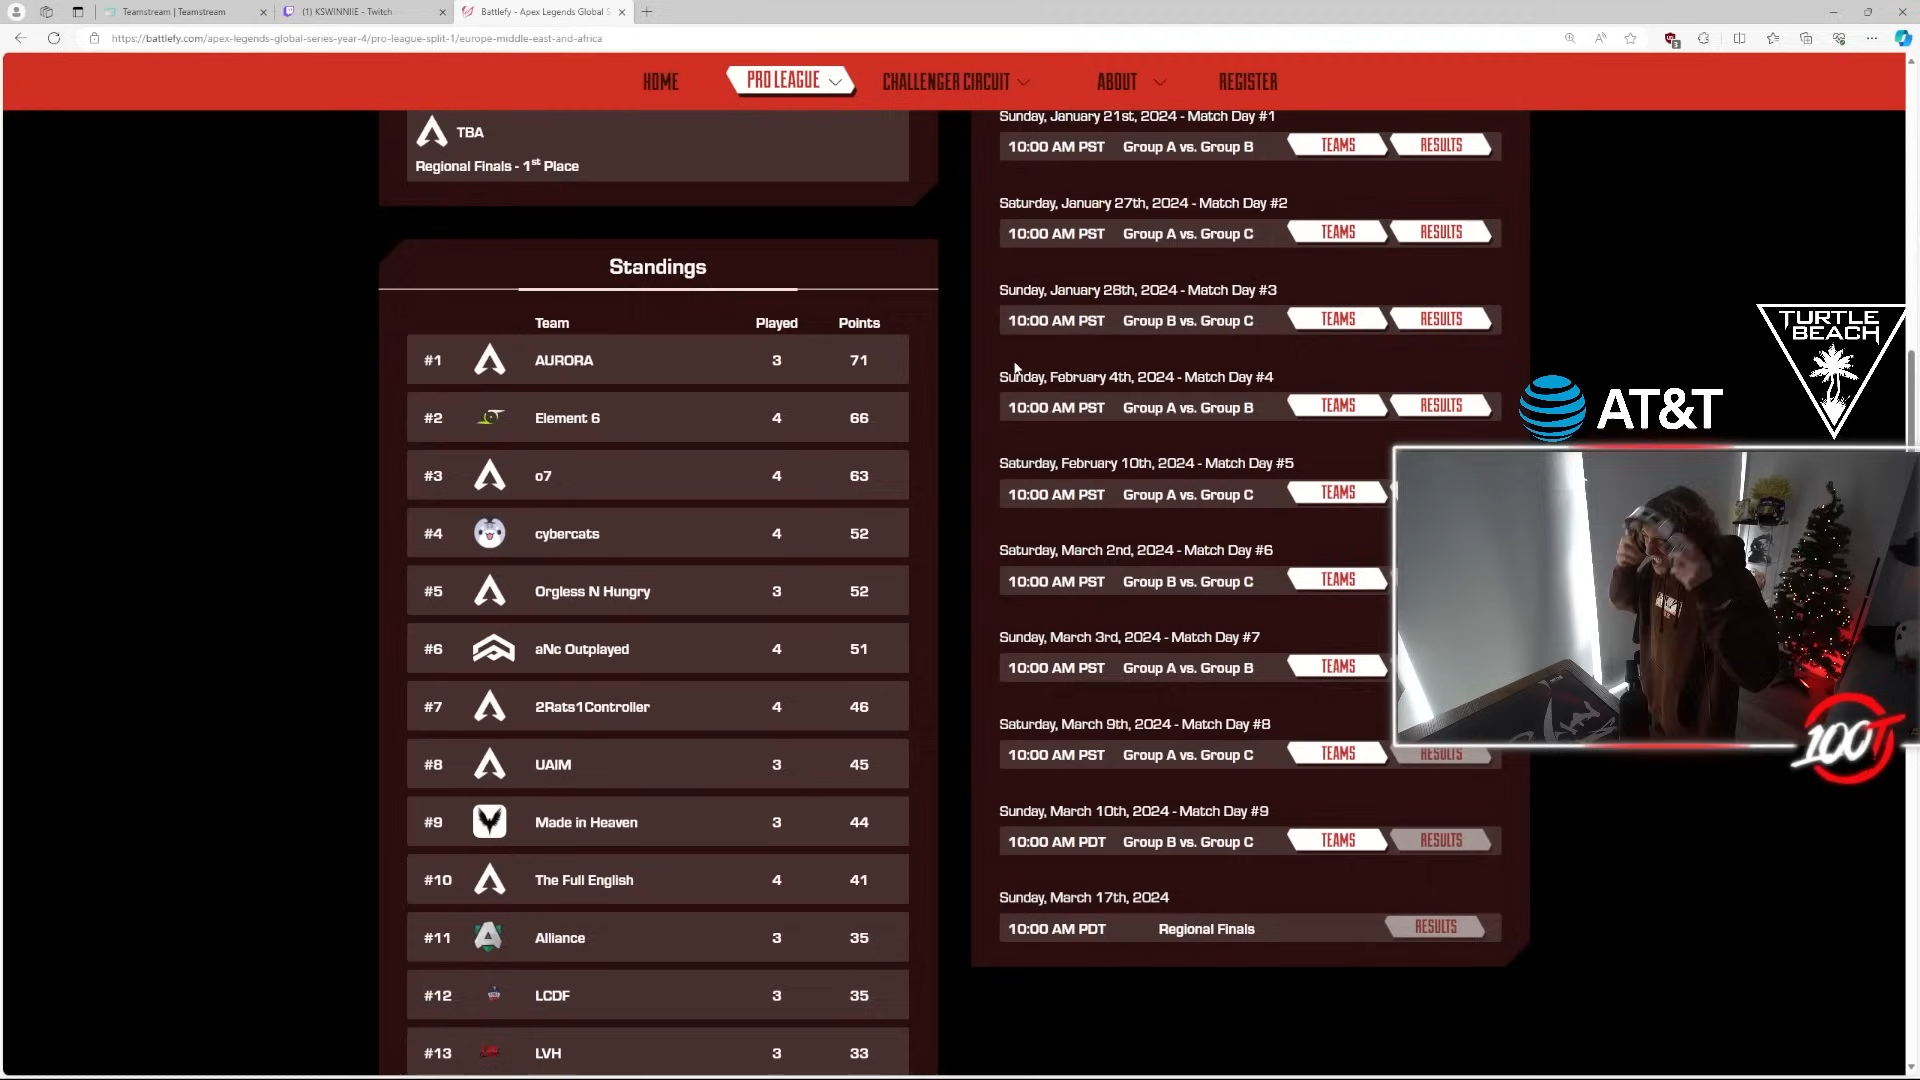 Teamstream | Teamstream
(1) KSWINNIIE - Twitch
Battlefy - Apex Legends Global S
https://battlefy.com/apex-legends-global-series-year-4/pro-league-split-1/europe-middle-east-and-africa
HOME
PRO LEAGUE
CHALLENGER CIRCUIT
ABOUT
REGISTER
TBA
Regional Finals - 1st Place
Standings
Team Played Points
#1 AURORA 3 71
#2 Element 6 4 66
#3 o7 4 63
#4 cybercats 4 52
#5 Orgless N Hungry 3 52
#6 aNc Outplayed 4 51
#7 2Rats1Controller 4 46
#8 UAIM 3 45
#9 Made in Heaven 3 44
#10 The Full English 4 41
#11 Alliance 3 35
#12 LCDF 3 35
#13 LVH 3 33
Sunday, January 21st, 2024 - Match Day #1
10:00 AM PST Group A vs. Group B TEAMS RESULTS
Saturday, January 27th, 2024 - Match Day #2
10:00 AM PST Group A vs. Group C TEAMS RESULTS
Sunday, January 28th, 2024 - Match Day #3
10:00 AM PST Group B vs. Group C TEAMS RESULTS
Sunday, February 4th, 2024 - Match Day #4
10:00 AM PST Group A vs. Group B TEAMS RESULTS
Saturday, February 10th, 2024 - Match Day #5
10:00 AM PST Group A vs. Group C TEAMS
Saturday, March 2nd, 2024 - Match Day #6
10:00 AM PST Group B vs. Group C TEAMS
Sunday, March 3rd, 2024 - Match Day #7
10:00 AM PST Group A vs. Group B TEAMS
Saturday, March 9th, 2024 - Match Day #8
10:00 AM PST Group A vs. Group C TEAMS RESULTS
Sunday, March 10th, 2024 - Match Day #9
10:00 AM PDT Group B vs. Group C TEAMS RESULTS
Sunday, March 17th, 2024
10:00 AM PDT Regional Finals RESULTS
TURTLE
BEACH
AT&T
100T